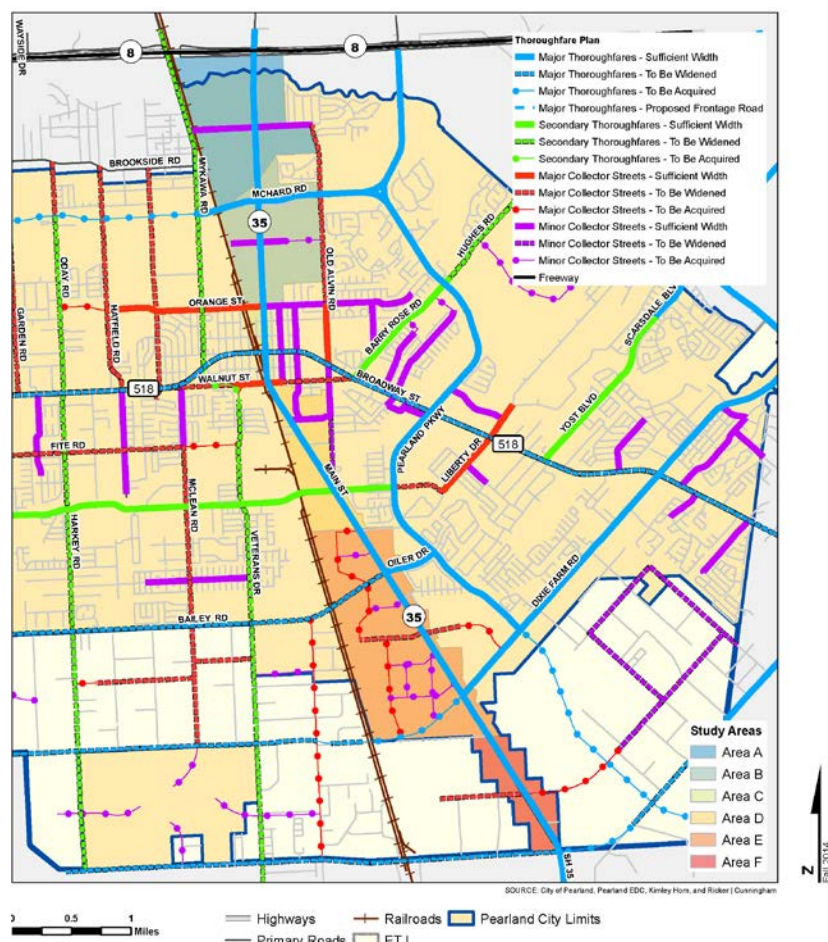 WAYSIDE DR
8
8
Thoroughfare Plan
Major Thoroughfares - Sufficient Width
Major Thoroughfares - To Be Widened
Major Thoroughfares - To Be Acquired
Major Thoroughfares - Proposed Frontage Road
Secondary Thoroughfares - Sufficient Width
Secondary Thoroughfares - To Be Widened
Secondary Thoroughfares - To Be Acquired
Major Collector Streets - Sufficient Width
Major Collector Streets - To Be Widened
Major Collector Streets - To Be Acquired
Minor Collector Streets - Sufficient Width
Minor Collector Streets - To Be Widened
Minor Collector Streets - To Be Acquired
Freeway
BROOKSIDE RD
MYKAWA RD
MCHARD RD
35
HUGHES RD
ODAY RD
OLD ALVIN RD
ORANGE ST
HATFIELD RD
GARDEN RD
BARRY ROSE RD
SCARSDALE BLV
518
WALNUT ST
BROADWAY ST
PEARLAND PKWY
YOST BLVD
LIBERTY DR
518
FITE RD
MAIN ST
MCLEAN RD
HARKEY RD
VETERANS DR
OILER DR
DIXIE FARM RD
BAILEY RD
35
Study Areas
Area A
Area B
Area C
Area D
Area E
Area F
SH 35
N
Fall 2014
SOURCE: City of Pearland, Pearland EDC, Kimley Horn, and Ricker | Cunningham
0 0.5 1
Miles
Highways
Railroads
Pearland City Limits
Primary Roads
ETJ